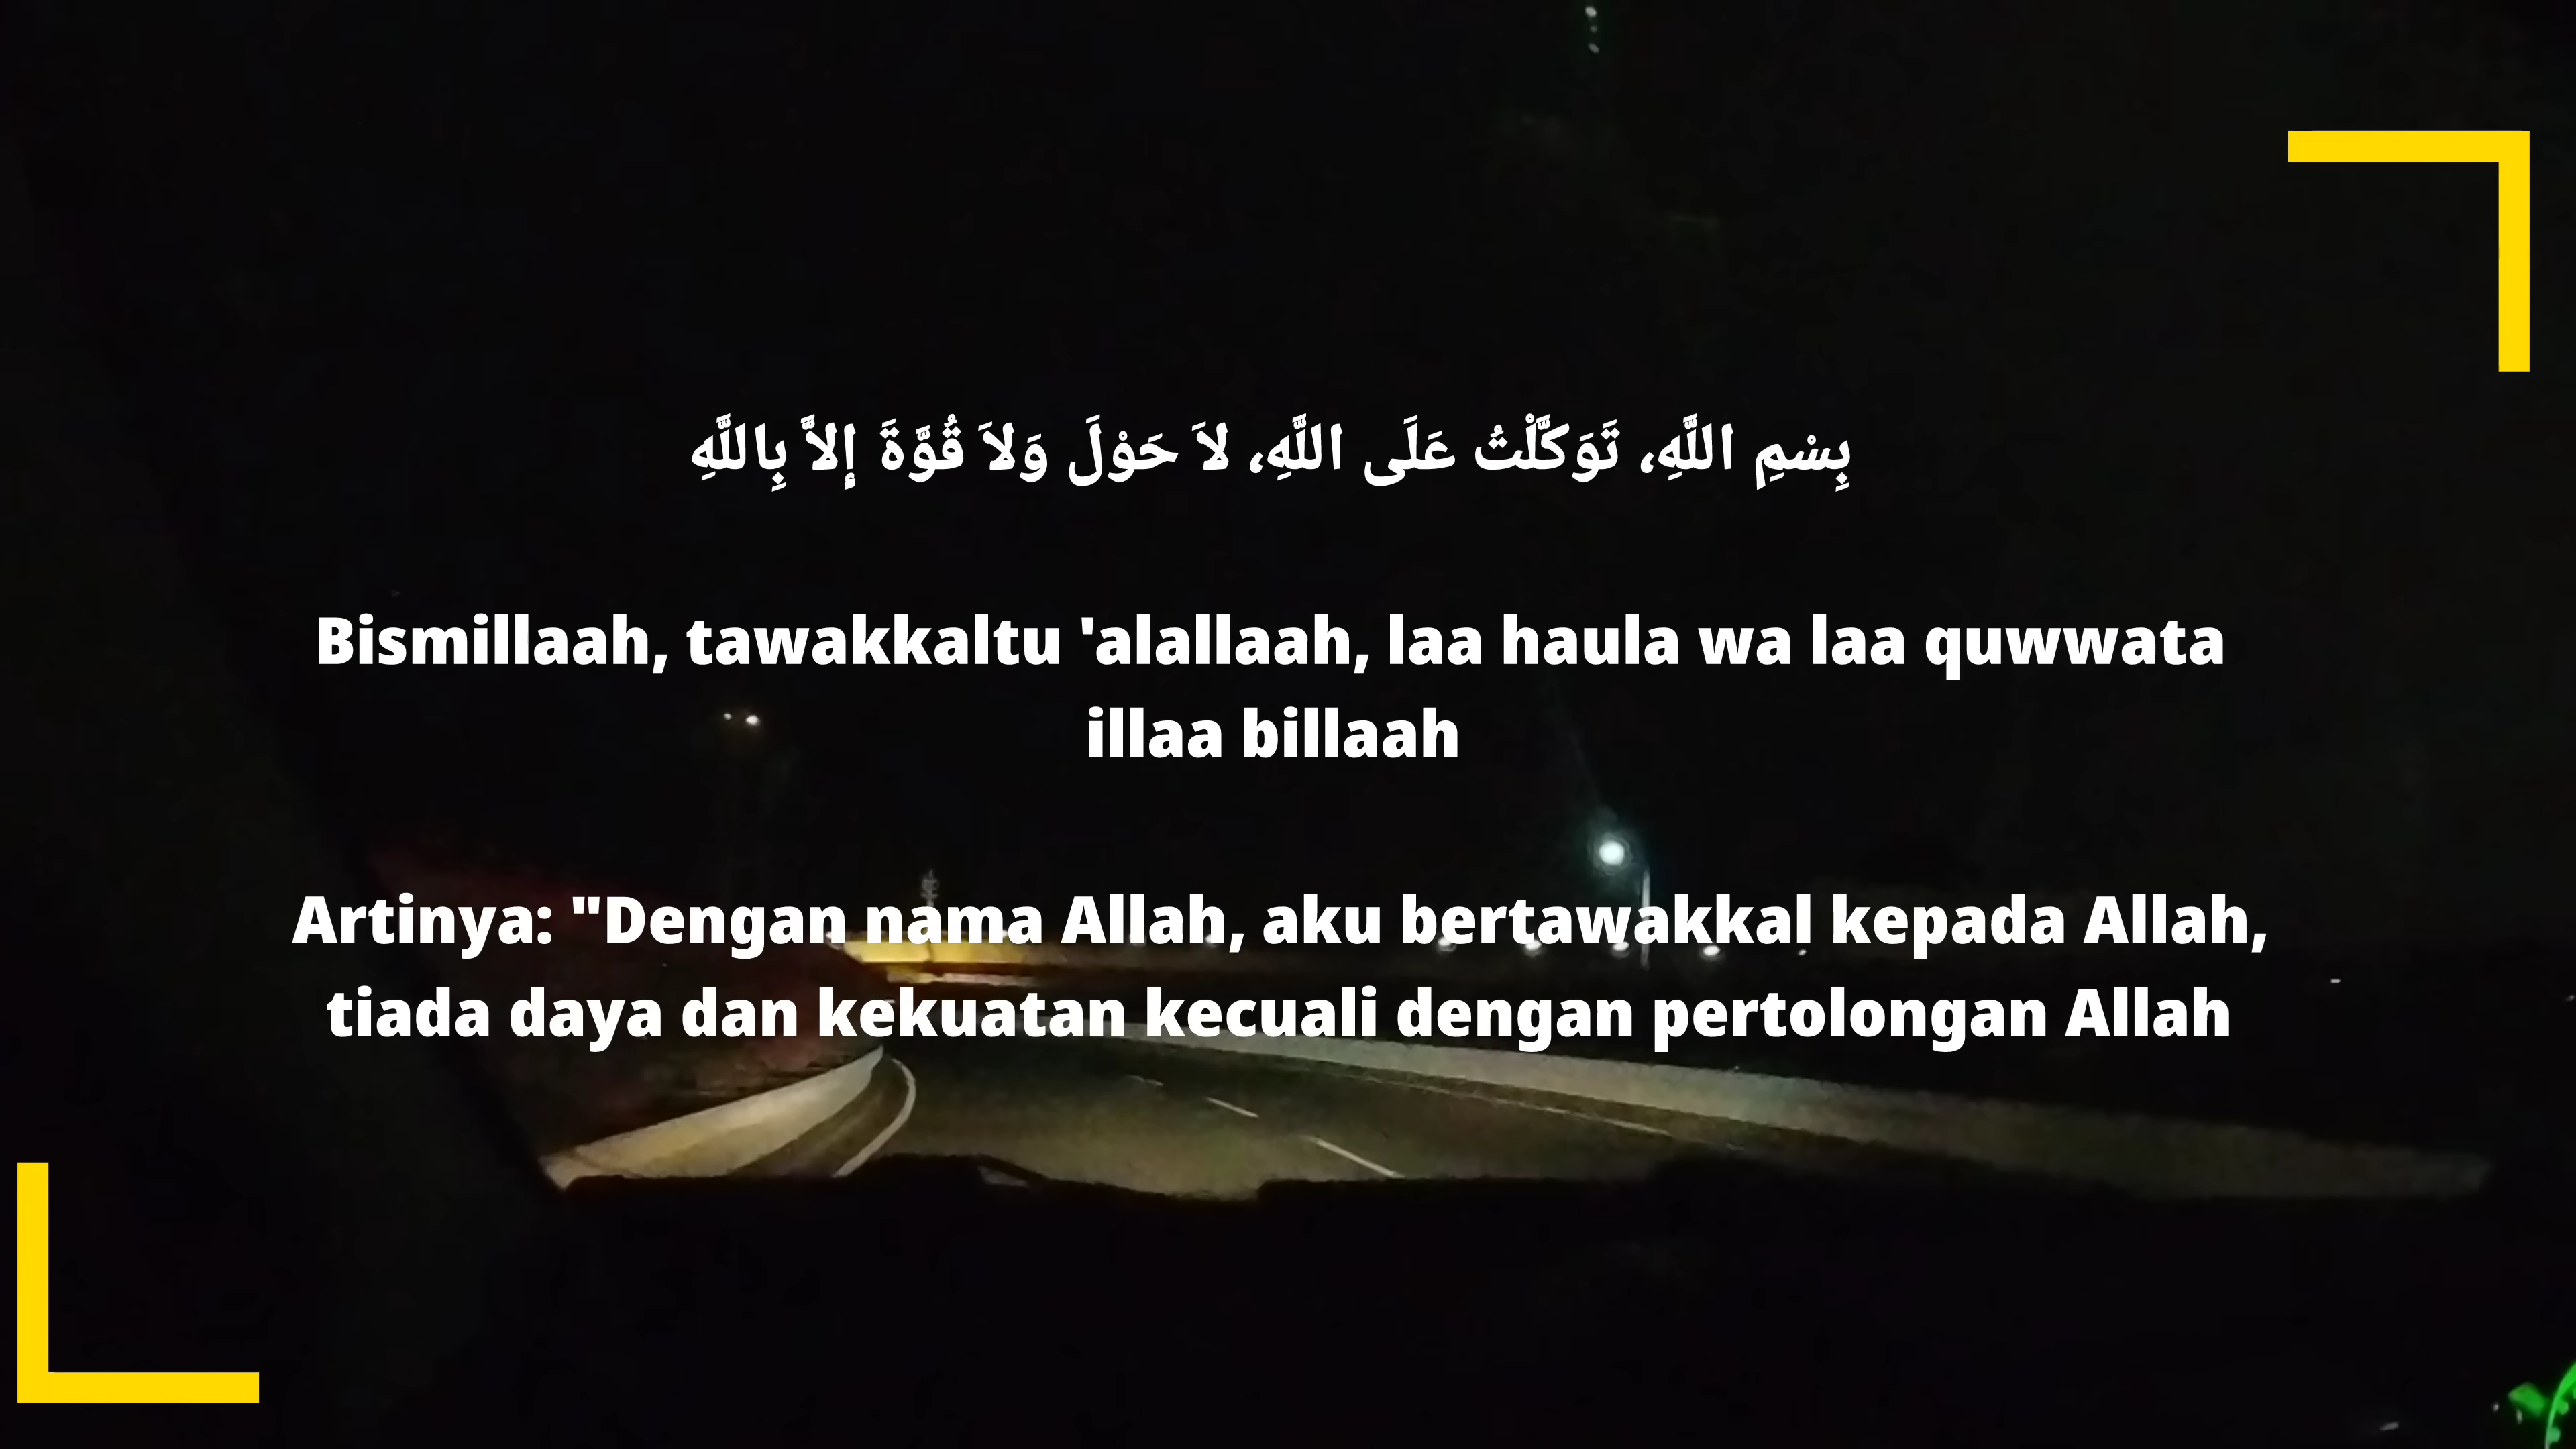 بِسْمِ اللَّهِ، تَوَكَّلْتُ عَلَى اللَّهِ، لاَ حَوْلَ وَلاَ قُوَّةَ إلاَّ بِاللَّهِ
Bismillaah, tawakkaltu 'alallaah, laa haula wa laa quwwata
illaa billaah
Artinya: "Dengan nama Allah, aku bertawakkal kepada Allah,
tiada daya dan kekuatan kecuali dengan pertolongan Allah